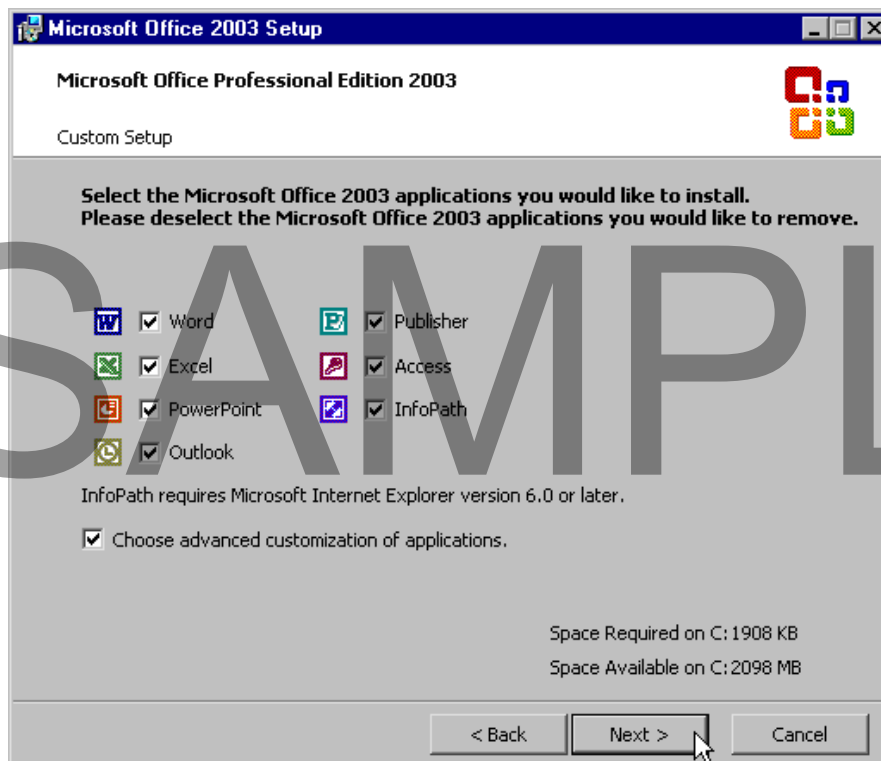 Microsoft Office 2003 Setup
Microsoft Office Professional Edition 2003
Custom Setup
Select the Microsoft Office 2003 applications you would like to install.
Please deselect the Microsoft Office 2003 applications you would like to remove.
SAMPL
Word
Publisher
Excel
Access
PowerPoint
InfoPath
Outlook
InfoPath requires Microsoft Internet Explorer version 6.0 or later.
Choose advanced customization of applications.
Space Required on C: 1908 KB
Space Available on C: 2098 MB
< Back
Next >
Cancel